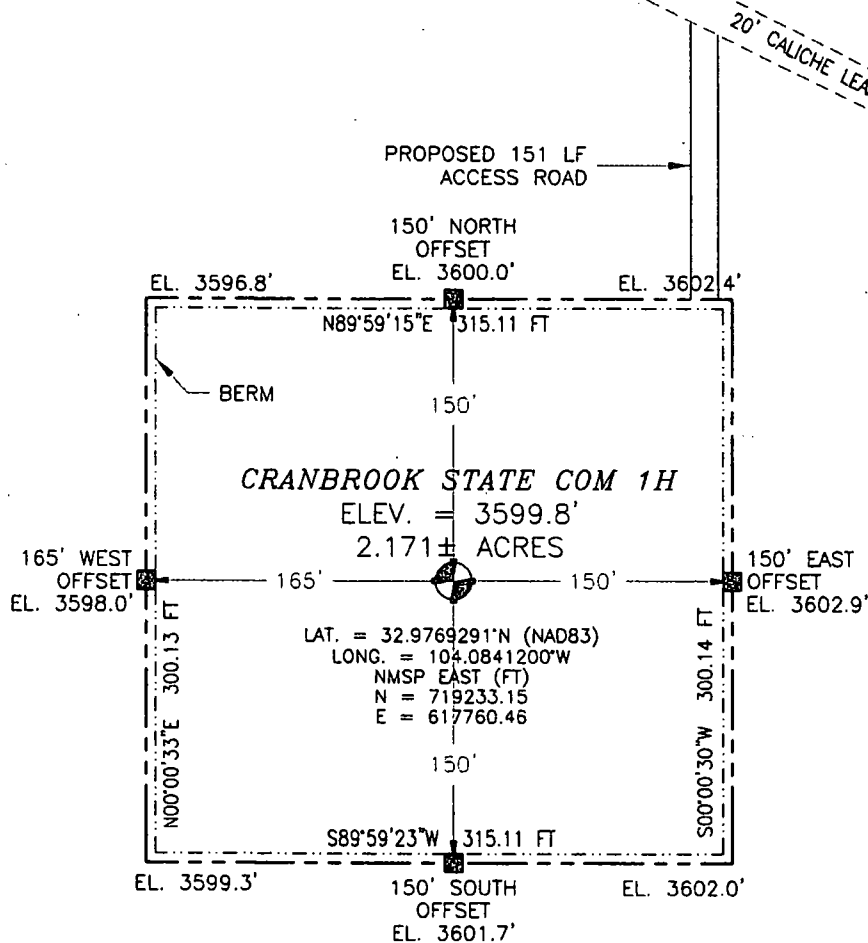 20' CALICHE LEA
PROPOSED 151 LF
ACCESS ROAD
150' NORTH
OFFSET
EL. 3600.0'
EL. 3596.8'
EL. 3602.4'
N89°59'15"E 315.11 FT
BERM
150'
CRANBROOK STATE COM 1H
ELEV. = 3599.8'
2.171± ACRES
165' WEST
OFFSET
EL. 3598.0'
165'
150'
150' EAST
OFFSET
EL. 3602.9'
LAT. = 32.9769291°N (NAD83)
LONG. = 104.0841200°W
NMSP EAST (FT)
N = 719233.15
E = 617760.46
N00°00'33"E 300.13 FT
S00°00'30"W 300.14 FT
150'
S89°59'23"W 315.11 FT
EL. 3599.3'
150' SOUTH
OFFSET
EL. 3601.7'
EL. 3602.0'